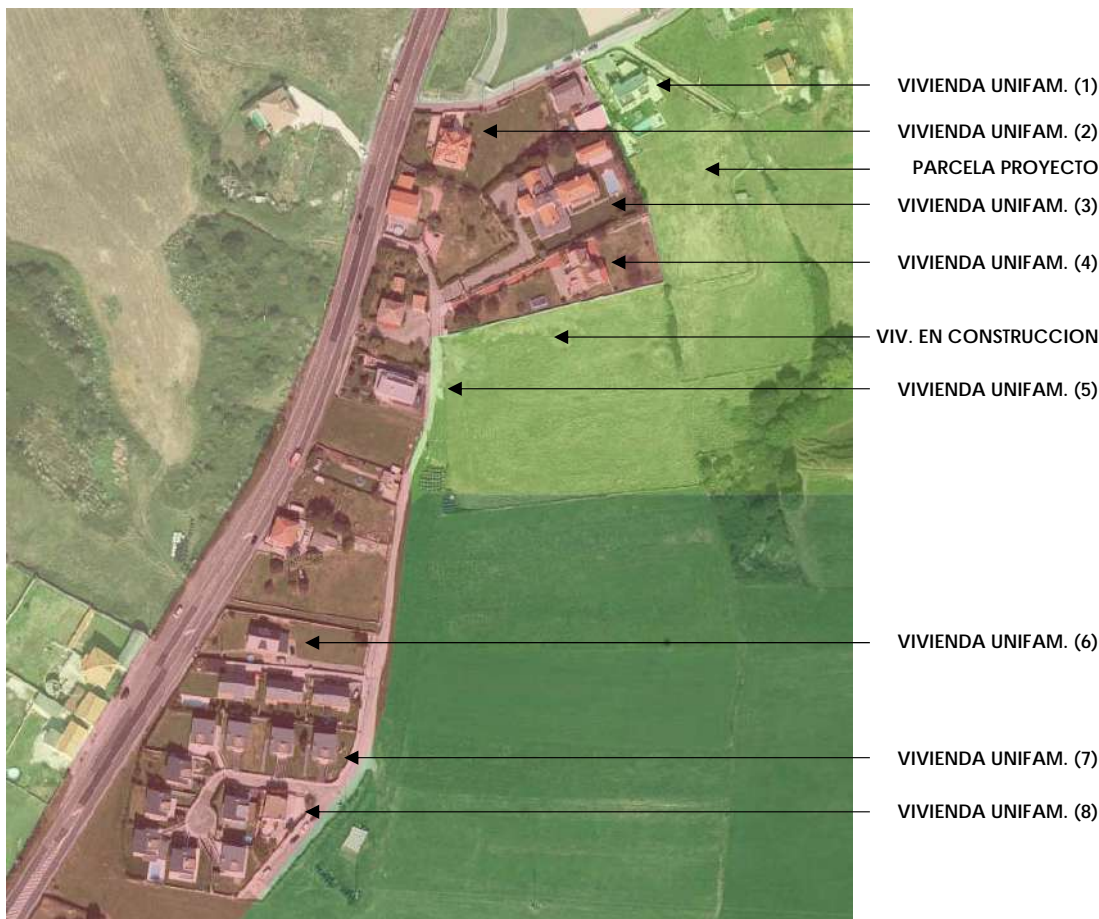 VIVIENDA UNIFAM. (1)
VIVIENDA UNIFAM. (2)
PARCELA PROYECTO
VIVIENDA UNIFAM. (3)
VIVIENDA UNIFAM. (4)
VIV. EN CONSTRUCCION
VIVIENDA UNIFAM. (5)
VIVIENDA UNIFAM. (6)
VIVIENDA UNIFAM. (7)
VIVIENDA UNIFAM. (8)